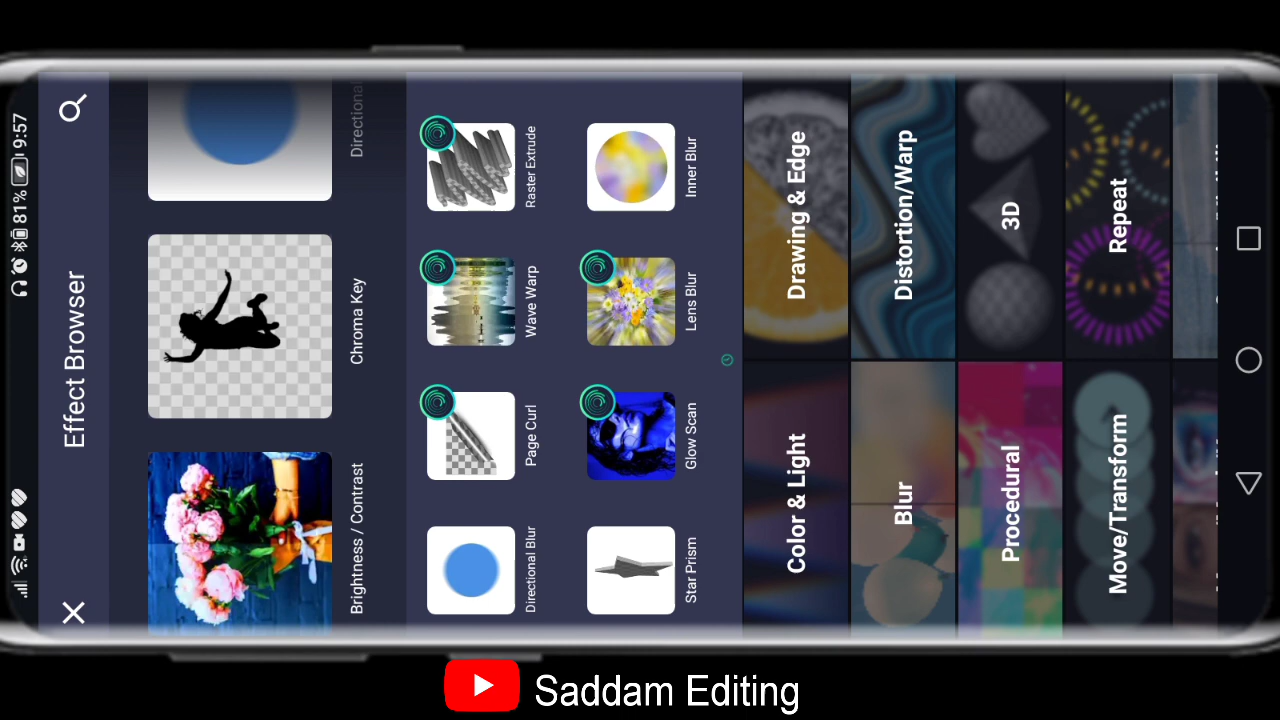 81% 9:57
Effect Browser
Brightness / Contrast
Chroma Key
Directiona
Directional Blur
Page Curl
Wave Warp
Raster Extrude
Star Prism
Glow Scan
Lens Blur
Inner Blur
Color & Light
Drawing & Edge
Blur
Distortion/Warp
Procedural
3D
Move/Transform
Repeat
Saddam Editing